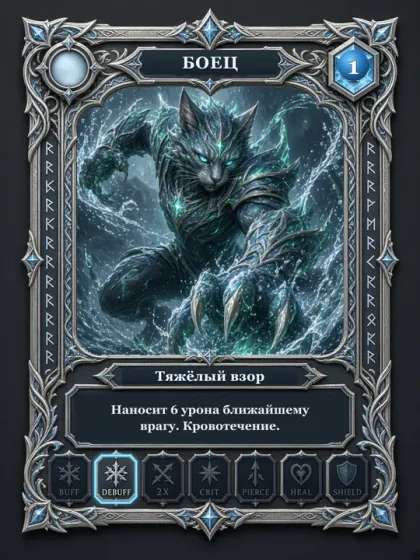 БОЕЦ
1
Тяжёлый взор
Наносит 6 урона ближайшему
врагу. Кровотечение.
BUFF DEBUFF 2X CRIT PIERCE HEAL SHIELD